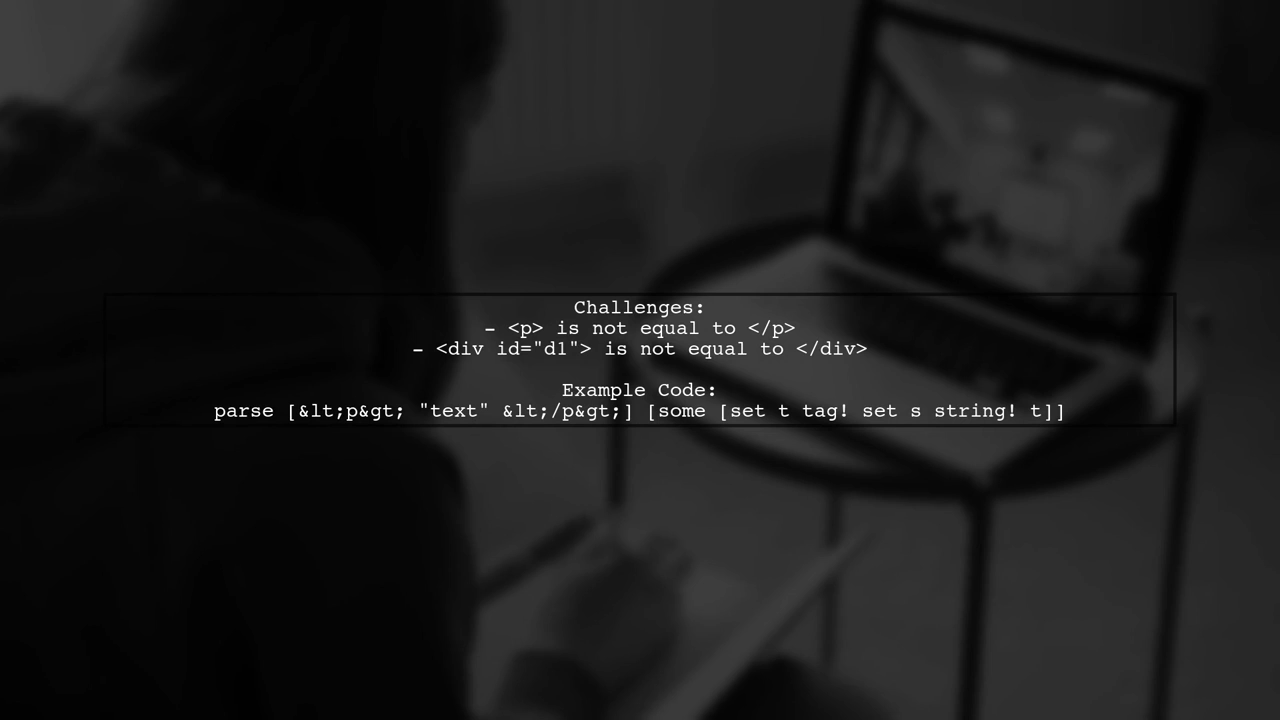 Challenges:
- <p> is not equal to </p>
- <div id="d1"> is not equal to </div>
Example Code:
parse [&lt;p&gt; "text" &lt;/p&gt;] [some [set t tag! set s string! t]]